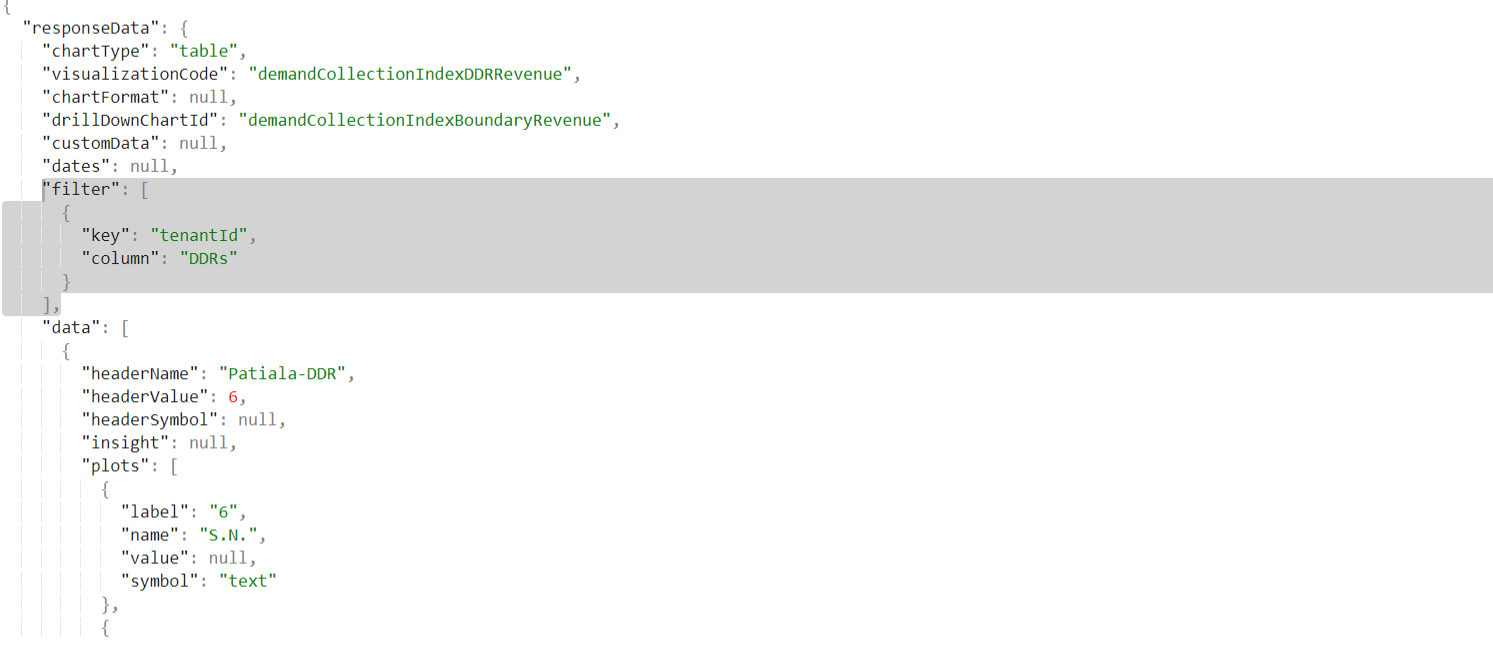 {
"responseData": {
"chartType": "table",
"visualizationCode": "demandCollectionIndexDDRRevenue",
"chartFormat": null,
"drillDownChartId": "demandCollectionIndexBoundaryRevenue",
"customData": null,
"dates": null,
"filter": [
{
"key": "tenantId",
"column": "DDRs"
}
],
"data": [
{
"headerName": "Patiala-DDR",
"headerValue": 6,
"headerSymbol": null,
"insight": null,
"plots": [
{
"label": "6",
"name": "S.N.",
"value": null,
"symbol": "text"
},
{